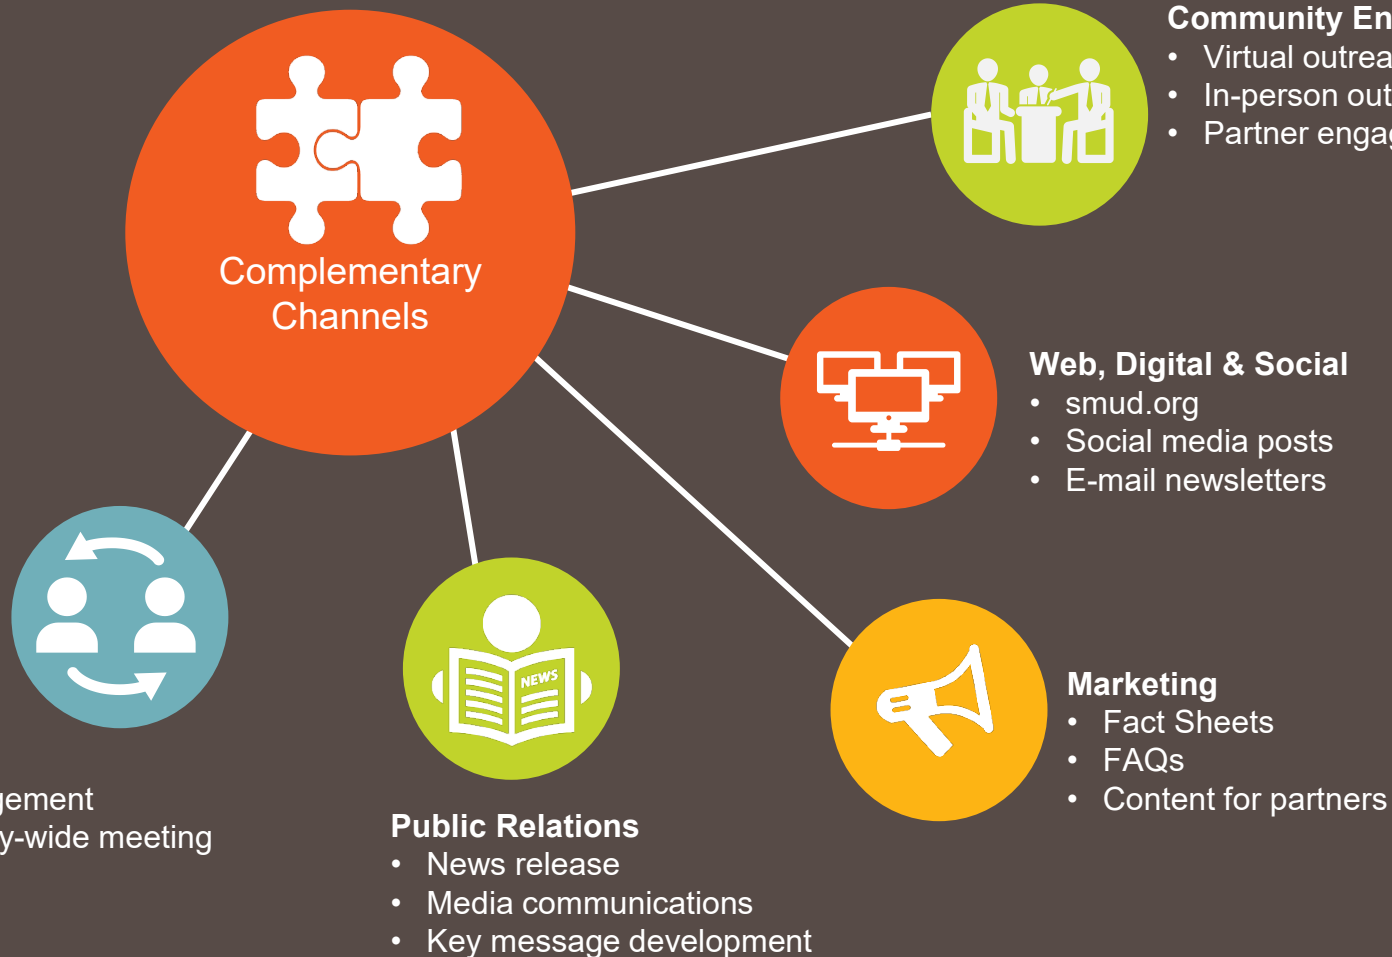 Complementary
Channels
Community En
• Virtual outrea
• In-person out
• Partner engag
Web, Digital & Social
• smud.org
• Social media posts
• E-mail newsletters
NEWS
Marketing
• Fact Sheets
• FAQs
• Content for partners
gement
y-wide meeting
Public Relations
• News release
• Media communications
• Key message development